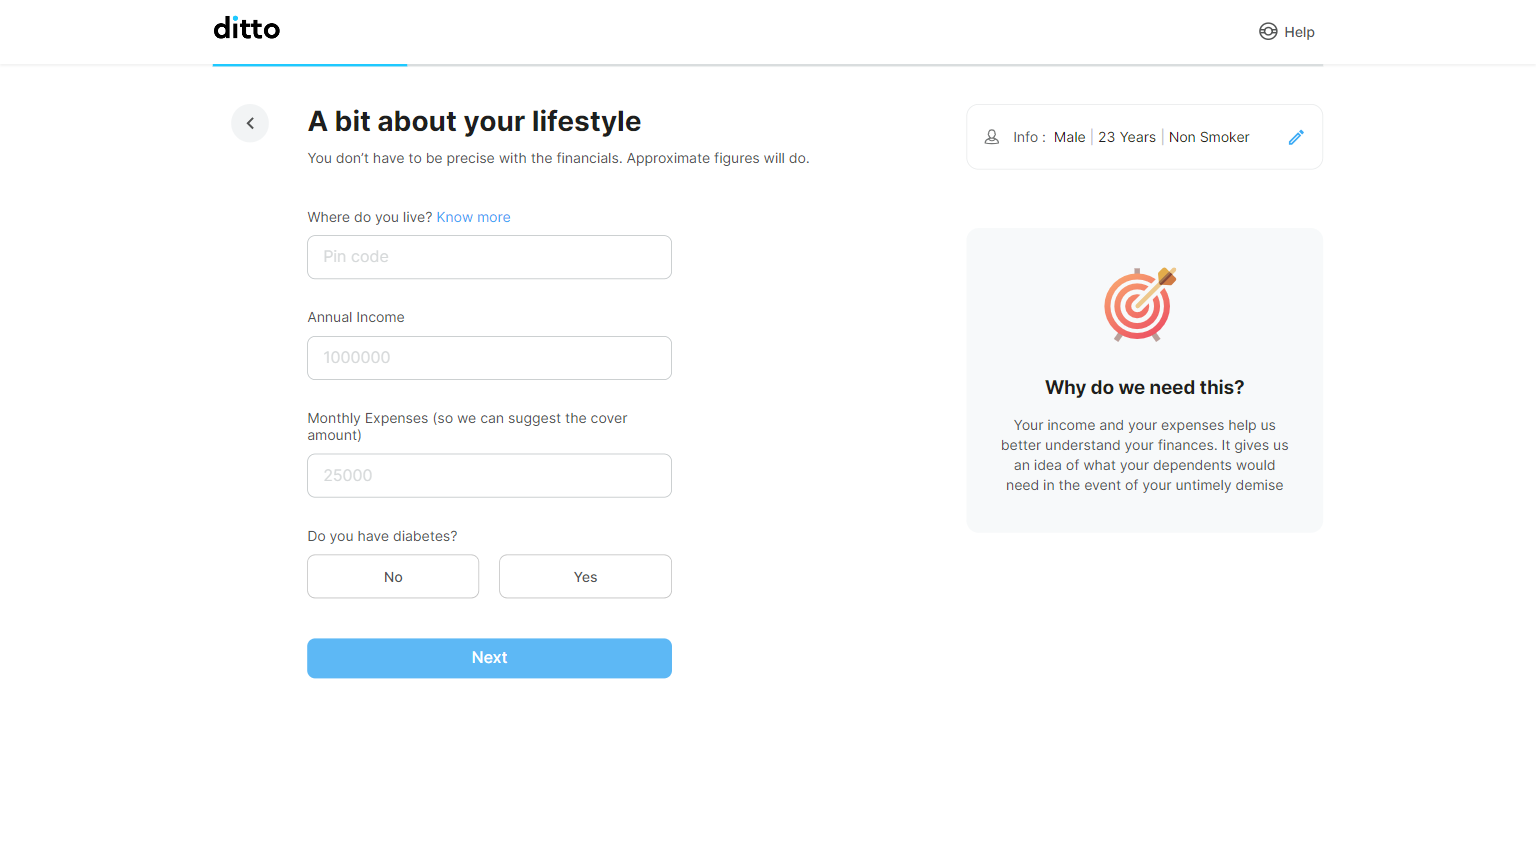 ditto
Help
A bit about your lifestyle
You don’t have to be precise with the financials. Approximate figures will do.
Info : Male | 23 Years | Non Smoker
Where do you live? Know more
Pin code
Annual Income
1000000
Monthly Expenses (so we can suggest the cover
amount)
25000
Do you have diabetes?
No
Yes
Next
Why do we need this?
Your income and your expenses help us
better understand your finances. It gives us
an idea of what your dependents would
need in the event of your untimely demise